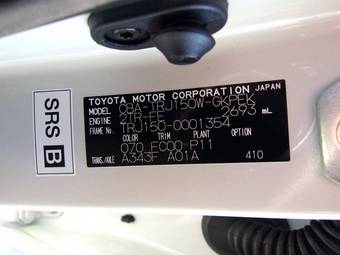 TOYOTA MOTOR CORPORATION JAPAN
MODEL CBA-TRJ150W-GKPEK
ENGINE 2TR-FE 2693 mL
FRAME No. TRJ150-0001354
COLOR TRIM PLANT OPTION
070 FC00 P11
TRANS./AXLE A343F A01A 410
SRS B